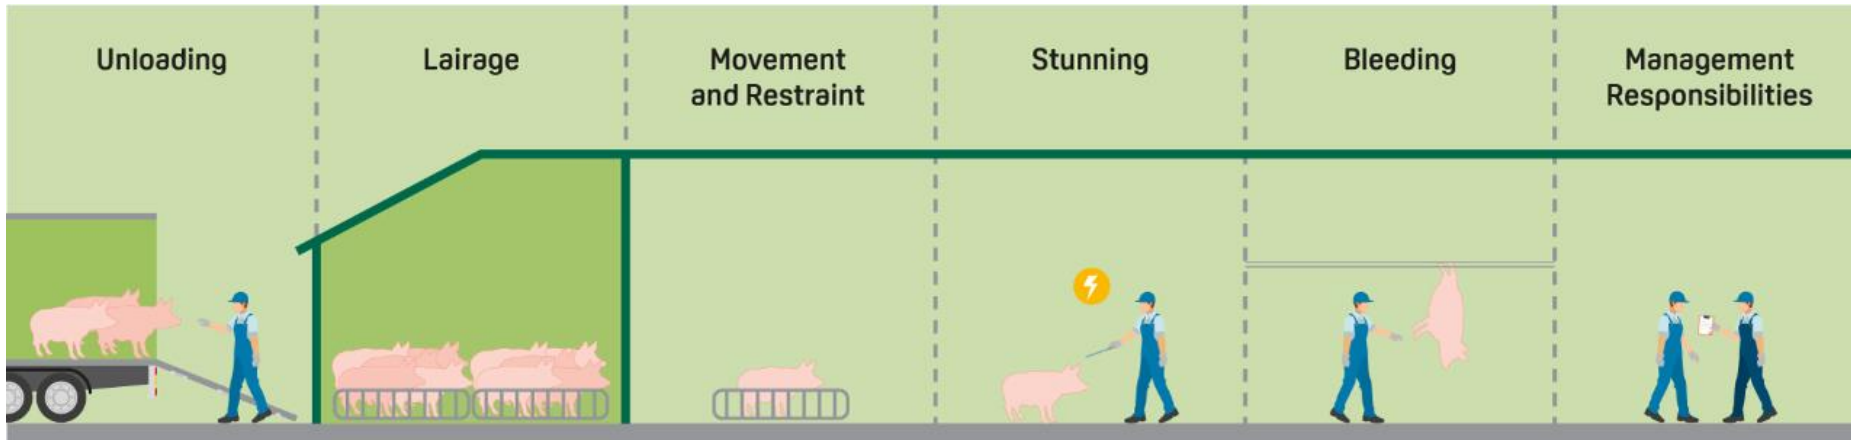 Unloading
Lairage
Movement
and Restraint
Stunning
Bleeding
Management
Responsibilities